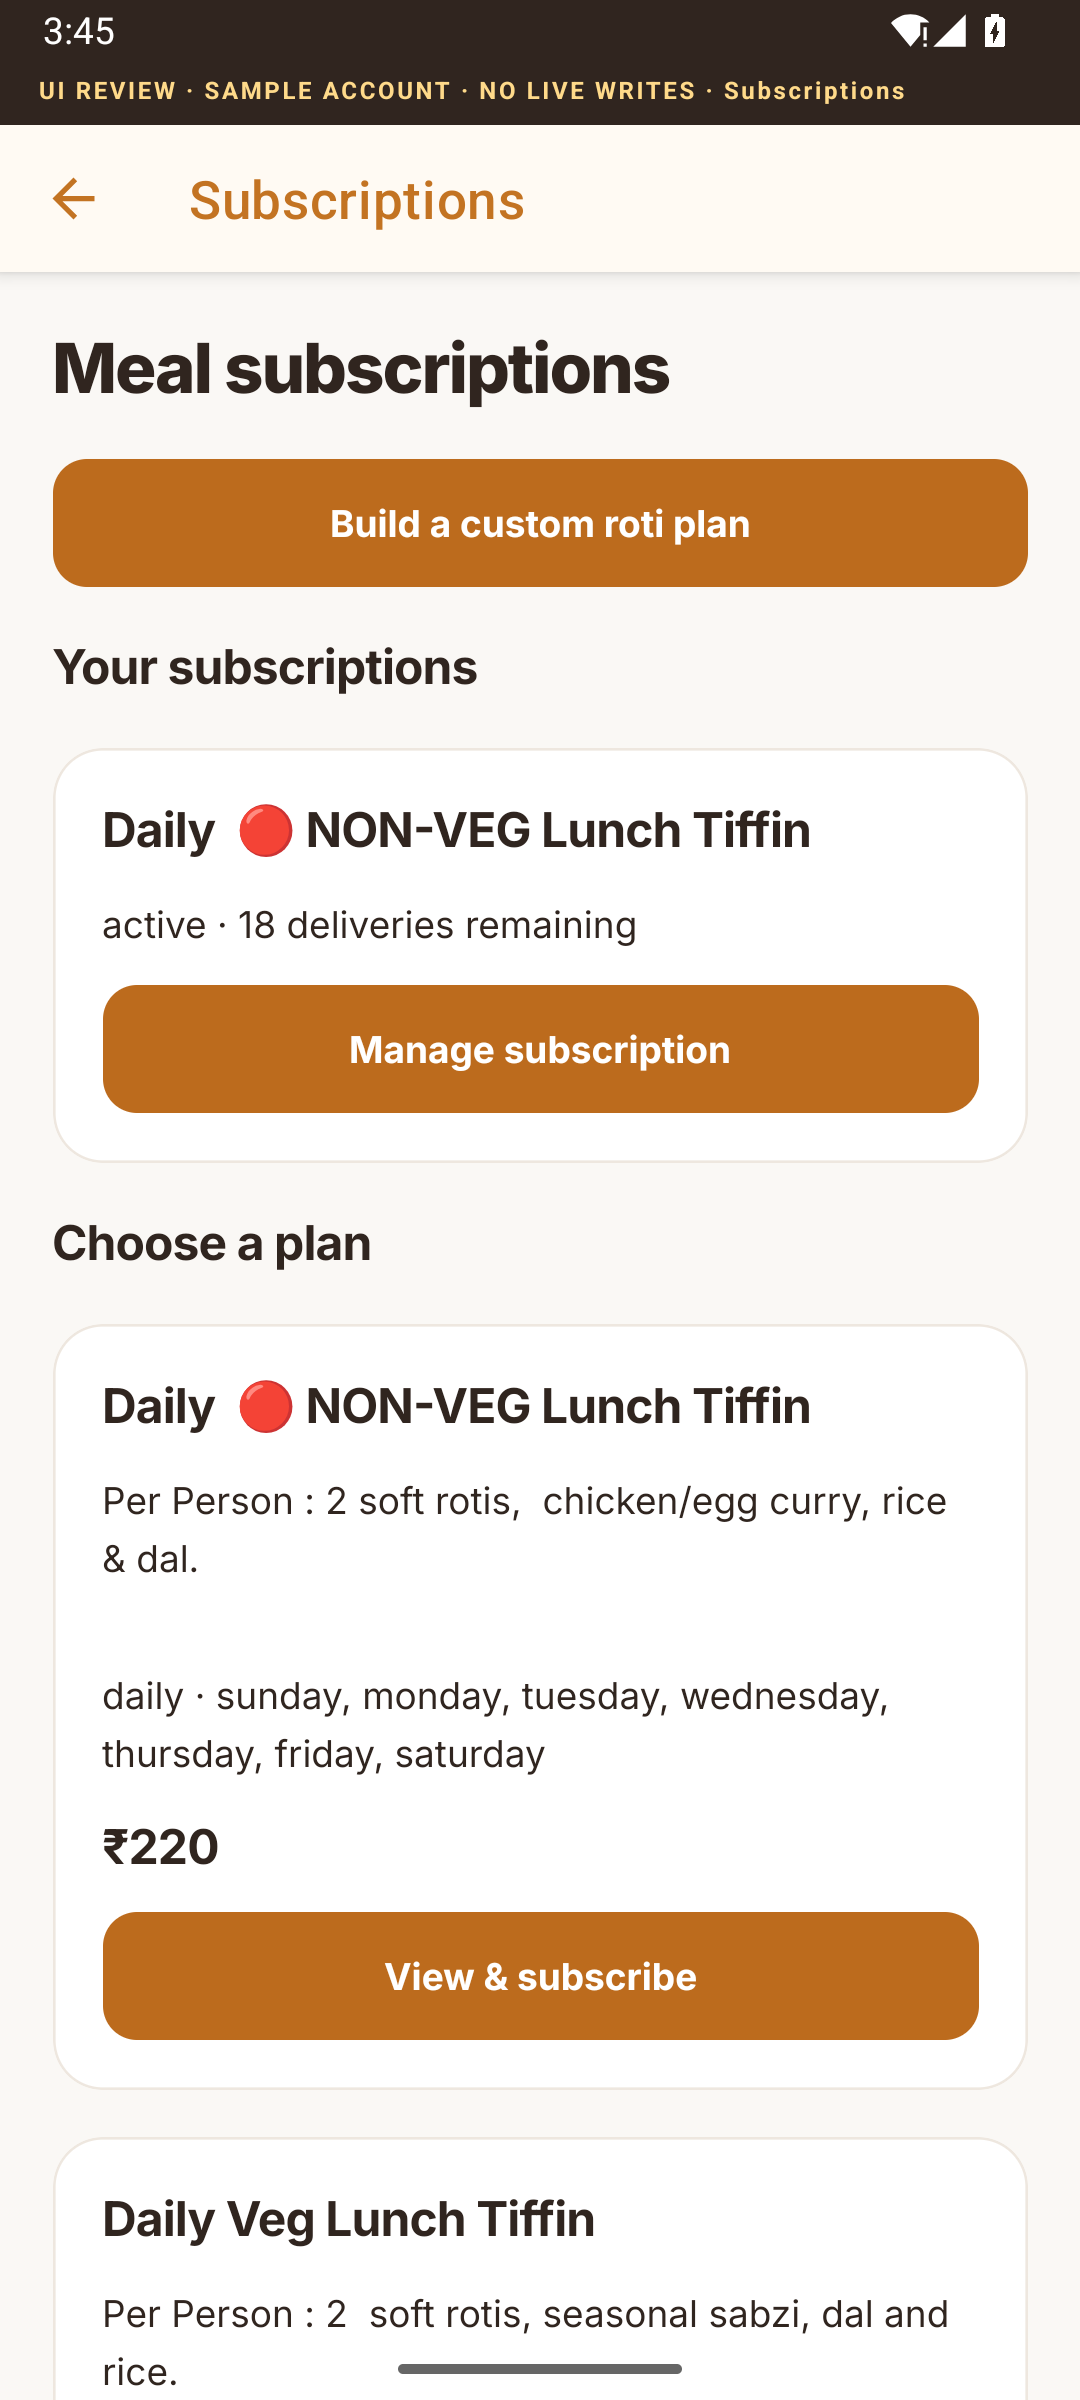 3:45
UI REVIEW · SAMPLE ACCOUNT · NO LIVE WRITES · Subscriptions
Subscriptions
Meal subscriptions
Build a custom roti plan
Your subscriptions
Daily 🔴 NON-VEG Lunch Tiffin
active · 18 deliveries remaining
Manage subscription
Choose a plan
Daily 🔴 NON-VEG Lunch Tiffin
Per Person : 2 soft rotis,  chicken/egg curry, rice
& dal.
daily · sunday, monday, tuesday, wednesday,
thursday, friday, saturday
₹220
View & subscribe
Daily Veg Lunch Tiffin
Per Person : 2  soft rotis, seasonal sabzi, dal and
rice.